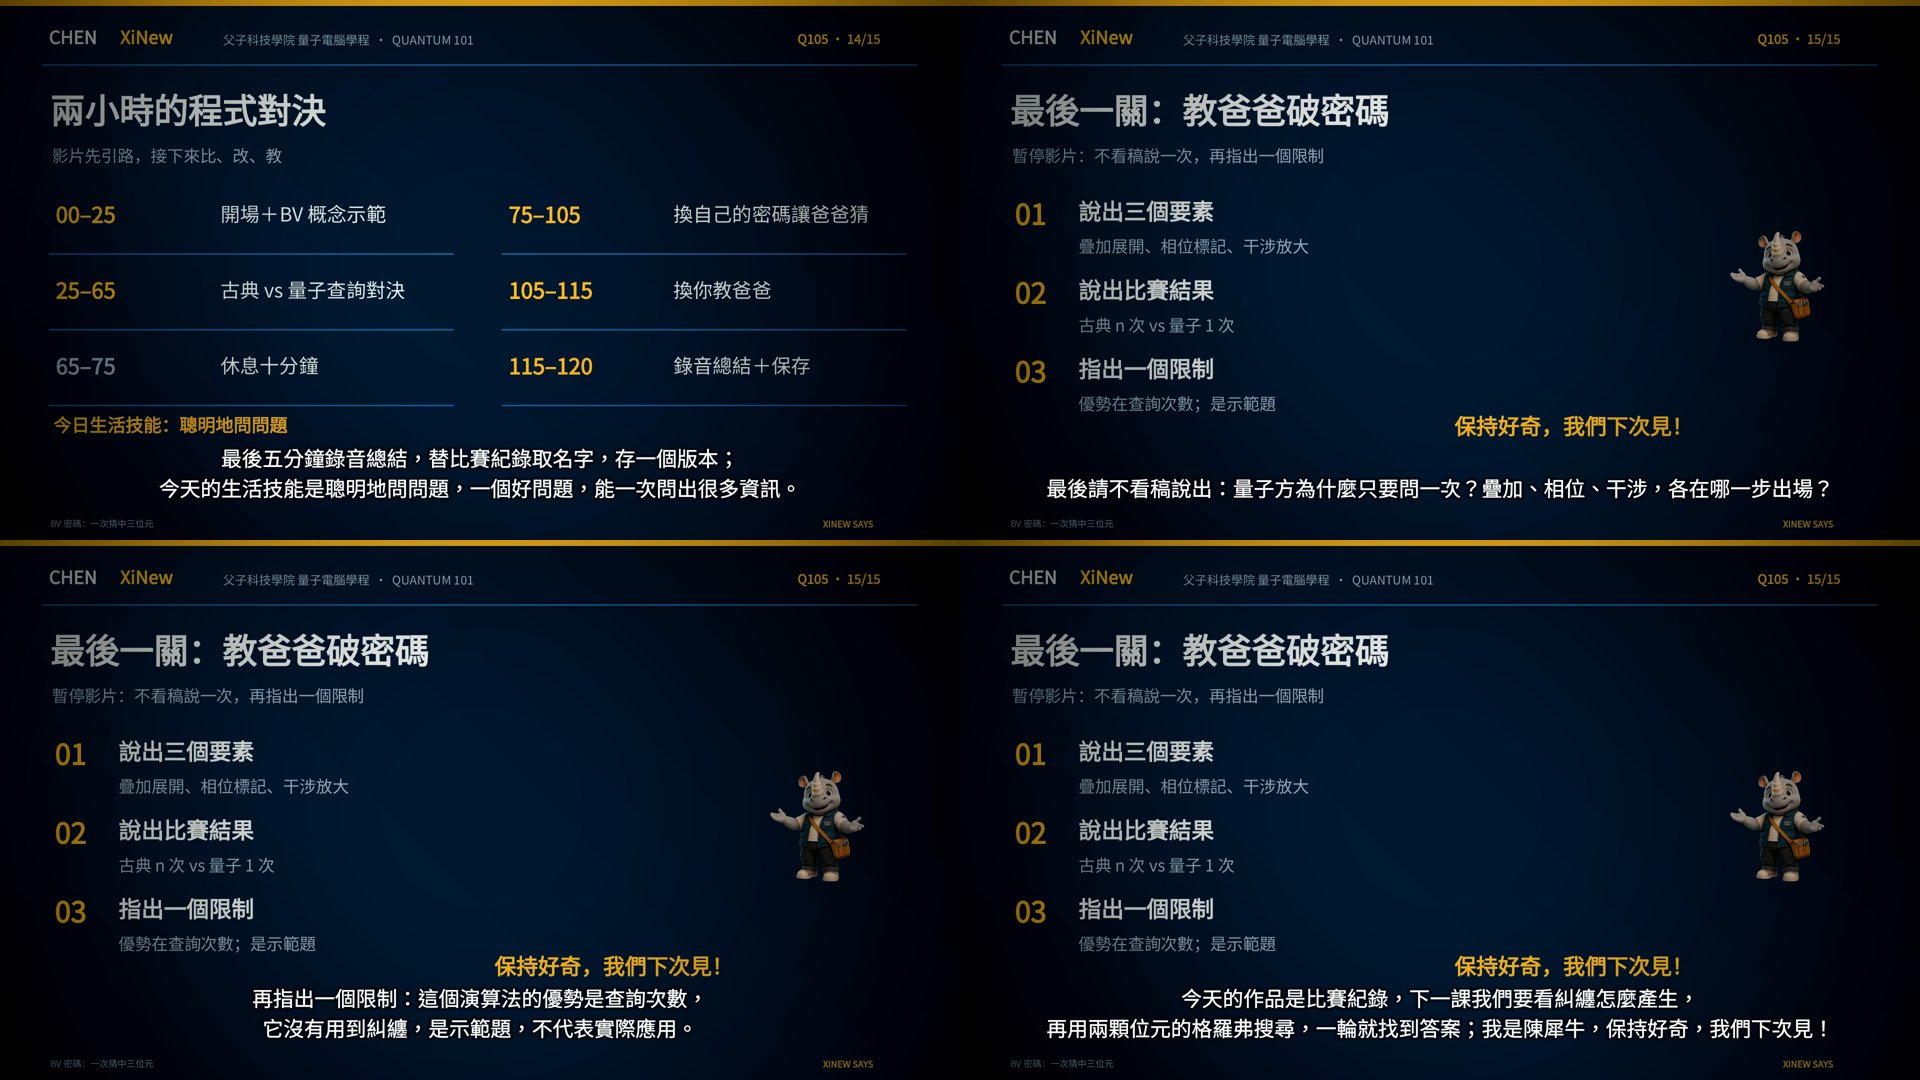 CHEN XiNew 父子科技學院 量子電腦學程 · QUANTUM 101 Q105 · 14/15
兩小時的程式對決
影片先引路，接下來比、改、教
00–25 開場＋BV 概念示範
25–65 古典 vs 量子查詢對決
65–75 休息十分鐘
75–105 換自己的密碼讓爸爸猜
105–115 換你教爸爸
115–120 錄音總結＋保存
今日生活技能：聰明地問問題
最後五分鐘錄音總結，替比賽紀錄取名字，存一個版本；
今天的生活技能是聰明地問問題，一個好問題，能一次問出很多資訊。
BV 密碼：一次猜中三位元 XINEW SAYS
CHEN XiNew 父子科技學院 量子電腦學程 · QUANTUM 101 Q105 · 15/15
最後一關：教爸爸破密碼
暫停影片：不看稿說一次，再指出一個限制
01 說出三個要素
疊加展開、相位標記、干涉放大
02 說出比賽結果
古典 n 次 vs 量子 1 次
03 指出一個限制
優勢在查詢次數；是示範題
保持好奇，我們下次見！
最後請不看稿說出：量子方為什麼只要問一次？疊加、相位、干涉，各在哪一步出場？
BV 密碼：一次猜中三位元 XINEW SAYS
CHEN XiNew 父子科技學院 量子電腦學程 · QUANTUM 101 Q105 · 15/15
最後一關：教爸爸破密碼
暫停影片：不看稿說一次，再指出一個限制
01 說出三個要素
疊加展開、相位標記、干涉放大
02 說出比賽結果
古典 n 次 vs 量子 1 次
03 指出一個限制
優勢在查詢次數；是示範題
保持好奇，我們下次見！
再指出一個限制：這個演算法的優勢是查詢次數，
它沒有用到糾纏，是示範題，不代表實際應用。
BV 密碼：一次猜中三位元 XINEW SAYS
CHEN XiNew 父子科技學院 量子電腦學程 · QUANTUM 101 Q105 · 15/15
最後一關：教爸爸破密碼
暫停影片：不看稿說一次，再指出一個限制
01 說出三個要素
疊加展開、相位標記、干涉放大
02 說出比賽結果
古典 n 次 vs 量子 1 次
03 指出一個限制
優勢在查詢次數；是示範題
保持好奇，我們下次見！
今天的作品是比賽紀錄，下一課我們要看糾纏怎麼產生，
再用兩顆位元的格羅弗搜尋，一輪就找到答案；我是陳犀牛，保持好奇，我們下次見！
BV 密碼：一次猜中三位元 XINEW SAYS